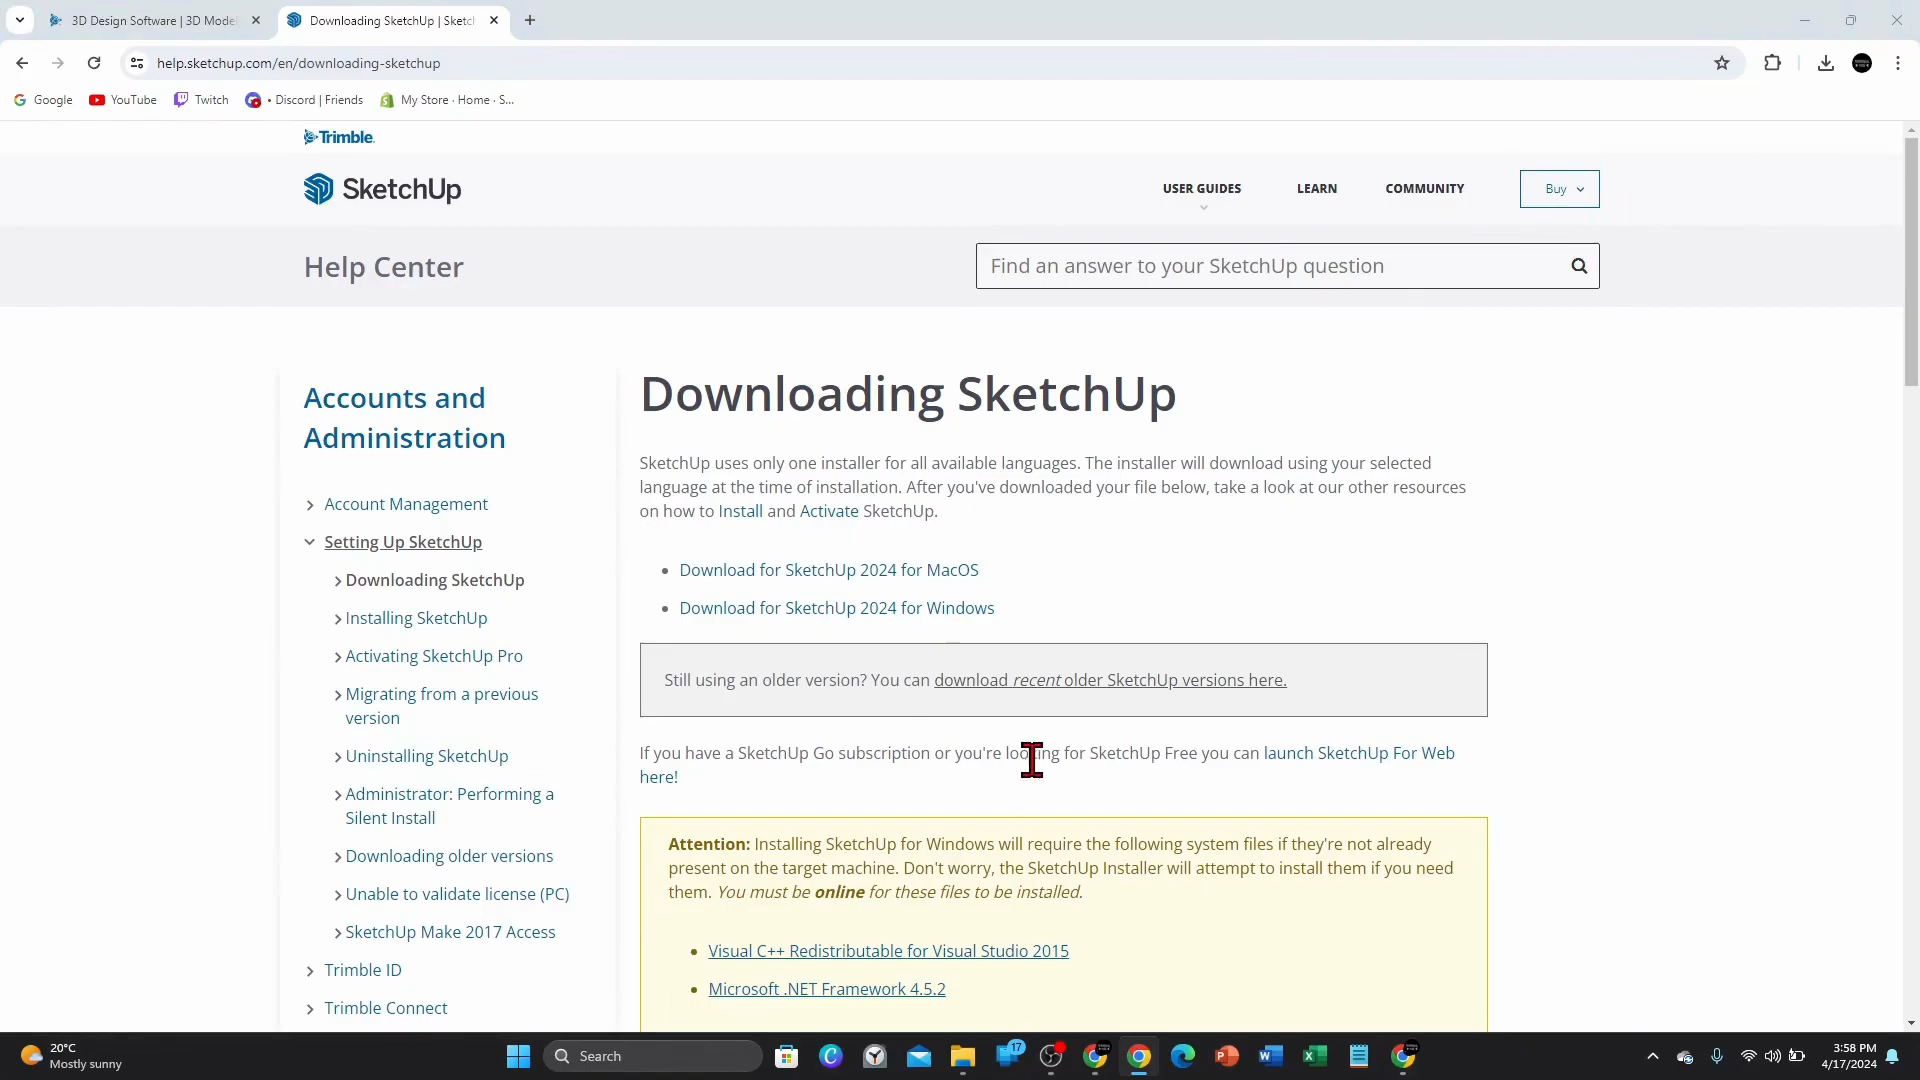 3D Design Software | 3D Model
Downloading SketchUp | Sketc
help.sketchup.com/en/downloading-sketchup
Google
YouTube
Twitch
• Discord | Friends
My Store · Home · S...
Trimble
SketchUp
USER GUIDES
LEARN
COMMUNITY
Buy
Help Center
Find an answer to your SketchUp question
Accounts and
Administration
Account Management
Setting Up SketchUp
Downloading SketchUp
Installing SketchUp
Activating SketchUp Pro
Migrating from a previous
version
Uninstalling SketchUp
Administrator: Performing a
Silent Install
Downloading older versions
Unable to validate license (PC)
SketchUp Make 2017 Access
Trimble ID
Trimble Connect
Downloading SketchUp
SketchUp uses only one installer for all available languages. The installer will download using your selected
language at the time of installation. After you've downloaded your file below, take a look at our other resources
on how to Install and Activate SketchUp.
• Download for SketchUp 2024 for MacOS
• Download for SketchUp 2024 for Windows
Still using an older version? You can download recent older SketchUp versions here.
If you have a SketchUp Go subscription or you're looking for SketchUp Free you can launch SketchUp For Web
here!
Attention: Installing SketchUp for Windows will require the following system files if they're not already
present on the target machine. Don't worry, the SketchUp Installer will attempt to install them if you need
them. You must be online for these files to be installed.
• Visual C++ Redistributable for Visual Studio 2015
• Microsoft .NET Framework 4.5.2
20°C
Mostly sunny
Search
17
3:58 PM
4/17/2024